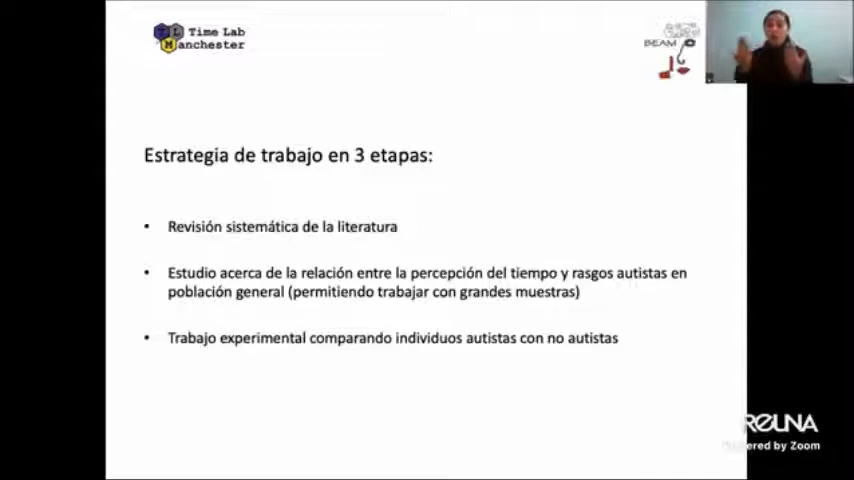 Time Lab
Manchester
BEAM
Estrategia de trabajo en 3 etapas:
• Revisión sistemática de la literatura
• Estudio acerca de la relación entre la percepción del tiempo y rasgos autistas en
población general (permitiendo trabajar con grandes muestras)
• Trabajo experimental comparando individuos autistas con no autistas
REUNA
Powered by Zoom